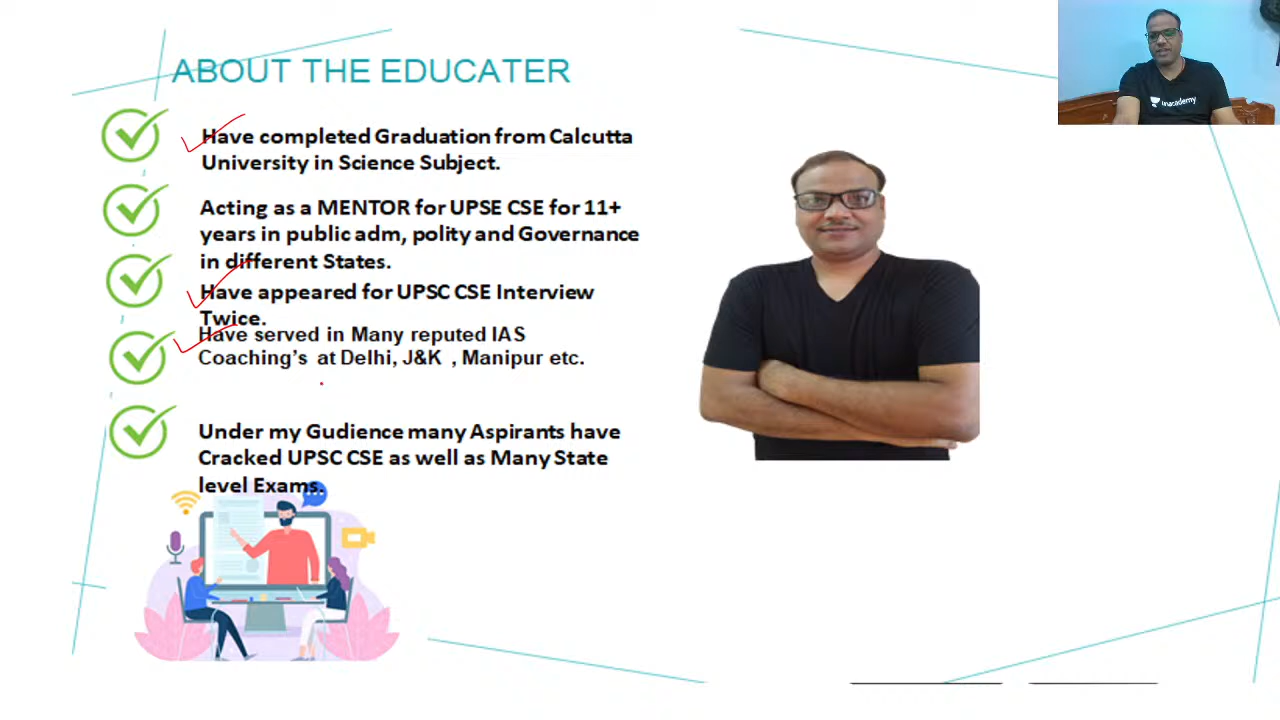 ABOUT THE EDUCATER
Have completed Graduation from Calcutta
University in Science Subject.
Acting as a MENTOR for UPSE CSE for 11+
years in public adm, polity and Governance
in different States.
Have appeared for UPSC CSE Interview
Twice.
Have served in Many reputed IAS
Coaching's at Delhi, J&K , Manipur etc.
Under my Gudience many Aspirants have
Cracked UPSC CSE as well as Many State
level Exams.
unacademy